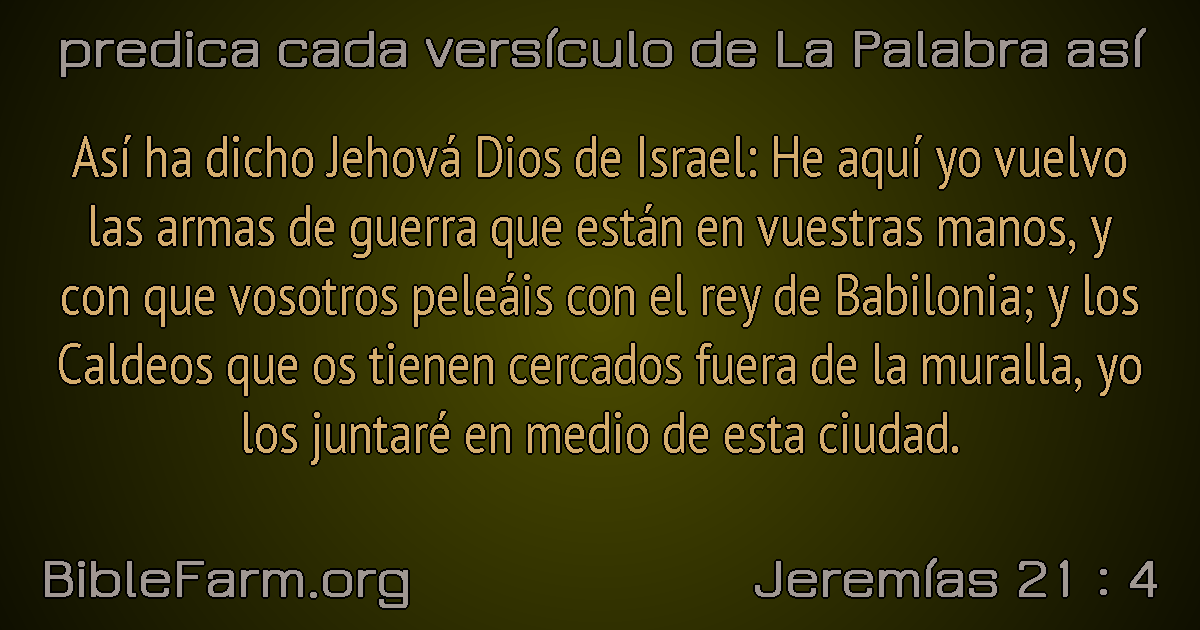 predica cada versículo de La Palabra así
Así ha dicho Jehová Dios de Israel: He aquí yo vuelvo
las armas de guerra que están en vuestras manos, y
con que vosotros peleáis con el rey de Babilonia; y los
Caldeos que os tienen cercados fuera de la muralla, yo
los juntaré en medio de esta ciudad.
BibleFarm.org
Jeremías 21 : 4